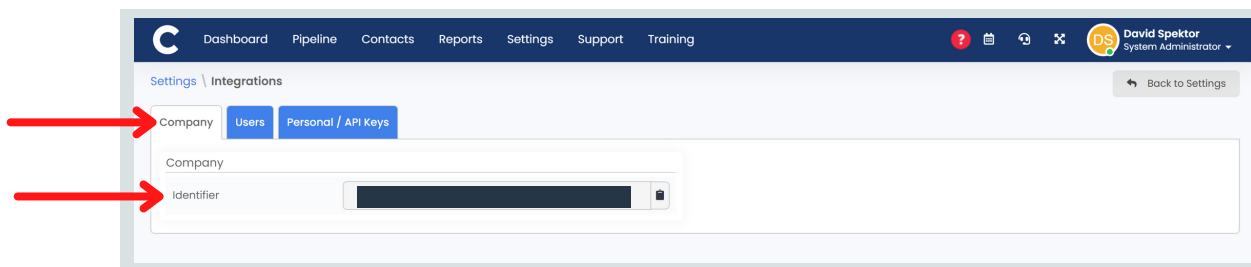 C Dashboard Pipeline Contacts Reports Settings Support Training ? DS David Spektor
System Administrator
Settings \ Integrations Back to Settings
Company Users Personal / API Keys
Company
Identifier